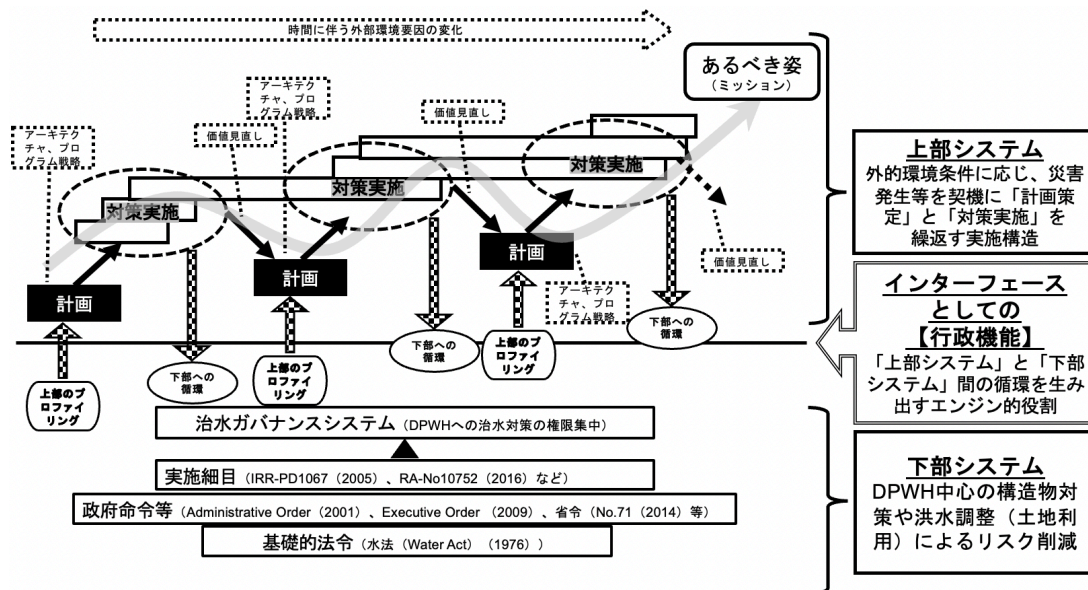 時間に伴う外部環境要因の変化
あるべき姿
（ミッション）
アーキテク
チャ、プロ
グラム戦略
価値見直し
アーキテク
チャ、プロ
グラム戦略
価値見直し
対策実施
対策実施
対策実施
計画
計画
計画
アーキテク
チャ、プロ
グラム戦略
価値見直し
上部のプ
ロファイ
リング
下部への
循環
上部のプ
ロファイ
リング
下部への
循環
上部のプ
ロファイ
リング
下部への
循環
治水ガバナンスシステム（DPWHへの治水対策の権限集中）
実施細目（IRR-PD1067（2005）、RA-No10752（2016）など）
政府命令等（Administrative Order（2001）、Executive Order （2009）、省令（No.71（2014）等）
基礎的法令（水法（Water Act）（1976））
上部システム
外的環境条件に応じ、災害
発生等を契機に「計画策
定」と「対策実施」を
繰返す実施構造
インターフェース
としての
【行政機能】
「上部システム」と「下部
システム」間の循環を生み
出すエンジン的役割
下部システム
DPWH中心の構造物対
策や洪水調整（土地利
用）によるリスク削減